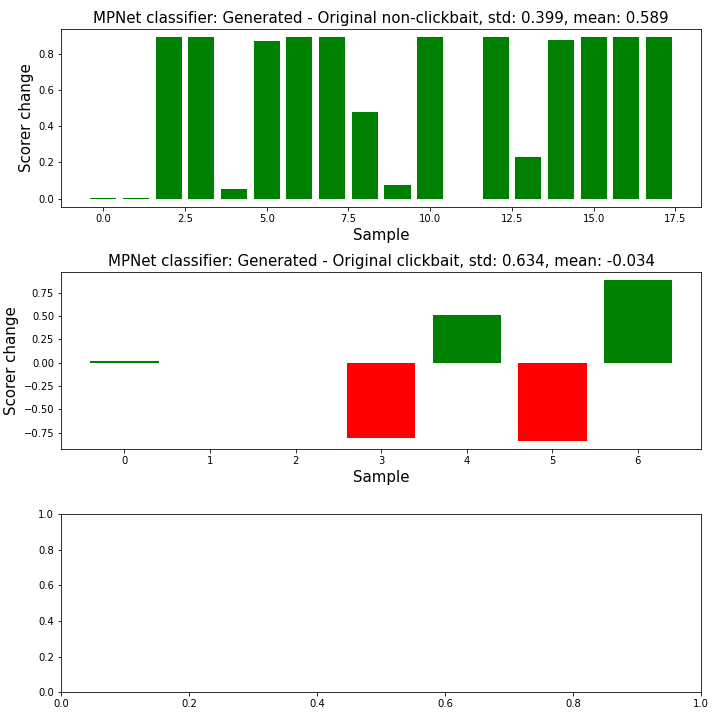 MPNet classifier: Generated - Original non-clickbait, std: 0.399, mean: 0.589
Scorer change
0.8
0.6
0.4
0.2
0.0
0.0 2.5 5.0 7.5 10.0 12.5 15.0 17.5
Sample
MPNet classifier: Generated - Original clickbait, std: 0.634, mean: -0.034
Scorer change
0.75
0.50
0.25
0.00
−0.25
−0.50
−0.75
0 1 2 3 4 5 6
Sample
1.0
0.8
0.6
0.4
0.2
0.0
0.0 0.2 0.4 0.6 0.8 1.0